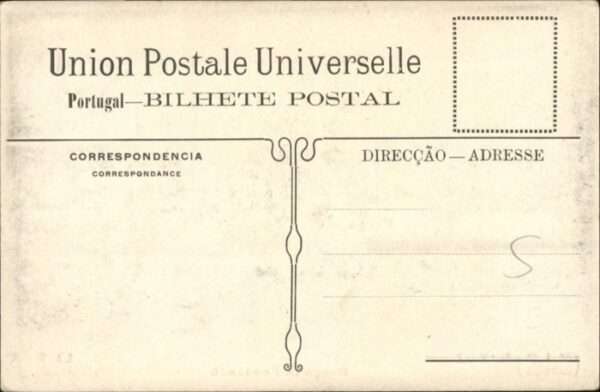 Union Postale Universelle
Portugal—BILHETE POSTAL
CORRESPONDENCIA
CORRESPONDANCE
DIRECÇÃO — ADRESSE
S